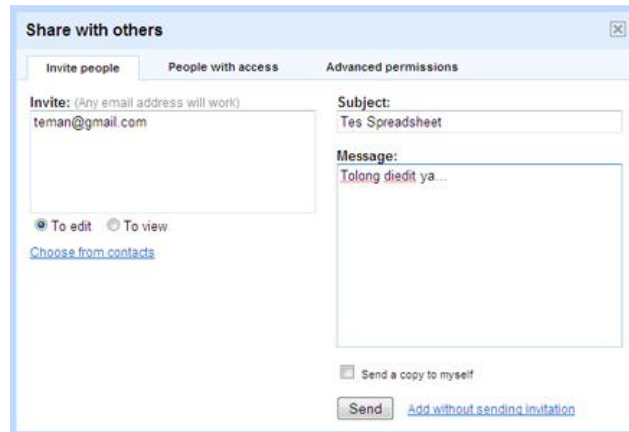 Share with others
Invite people
People with access
Advanced permissions
Invite: (Any email address will work)
teman@gmail.com
To edit
To view
Choose from contacts
Subject:
Tes Spreadsheet
Message:
Tolong diedit ya...
Send a copy to myself
Send
Add without sending invitation